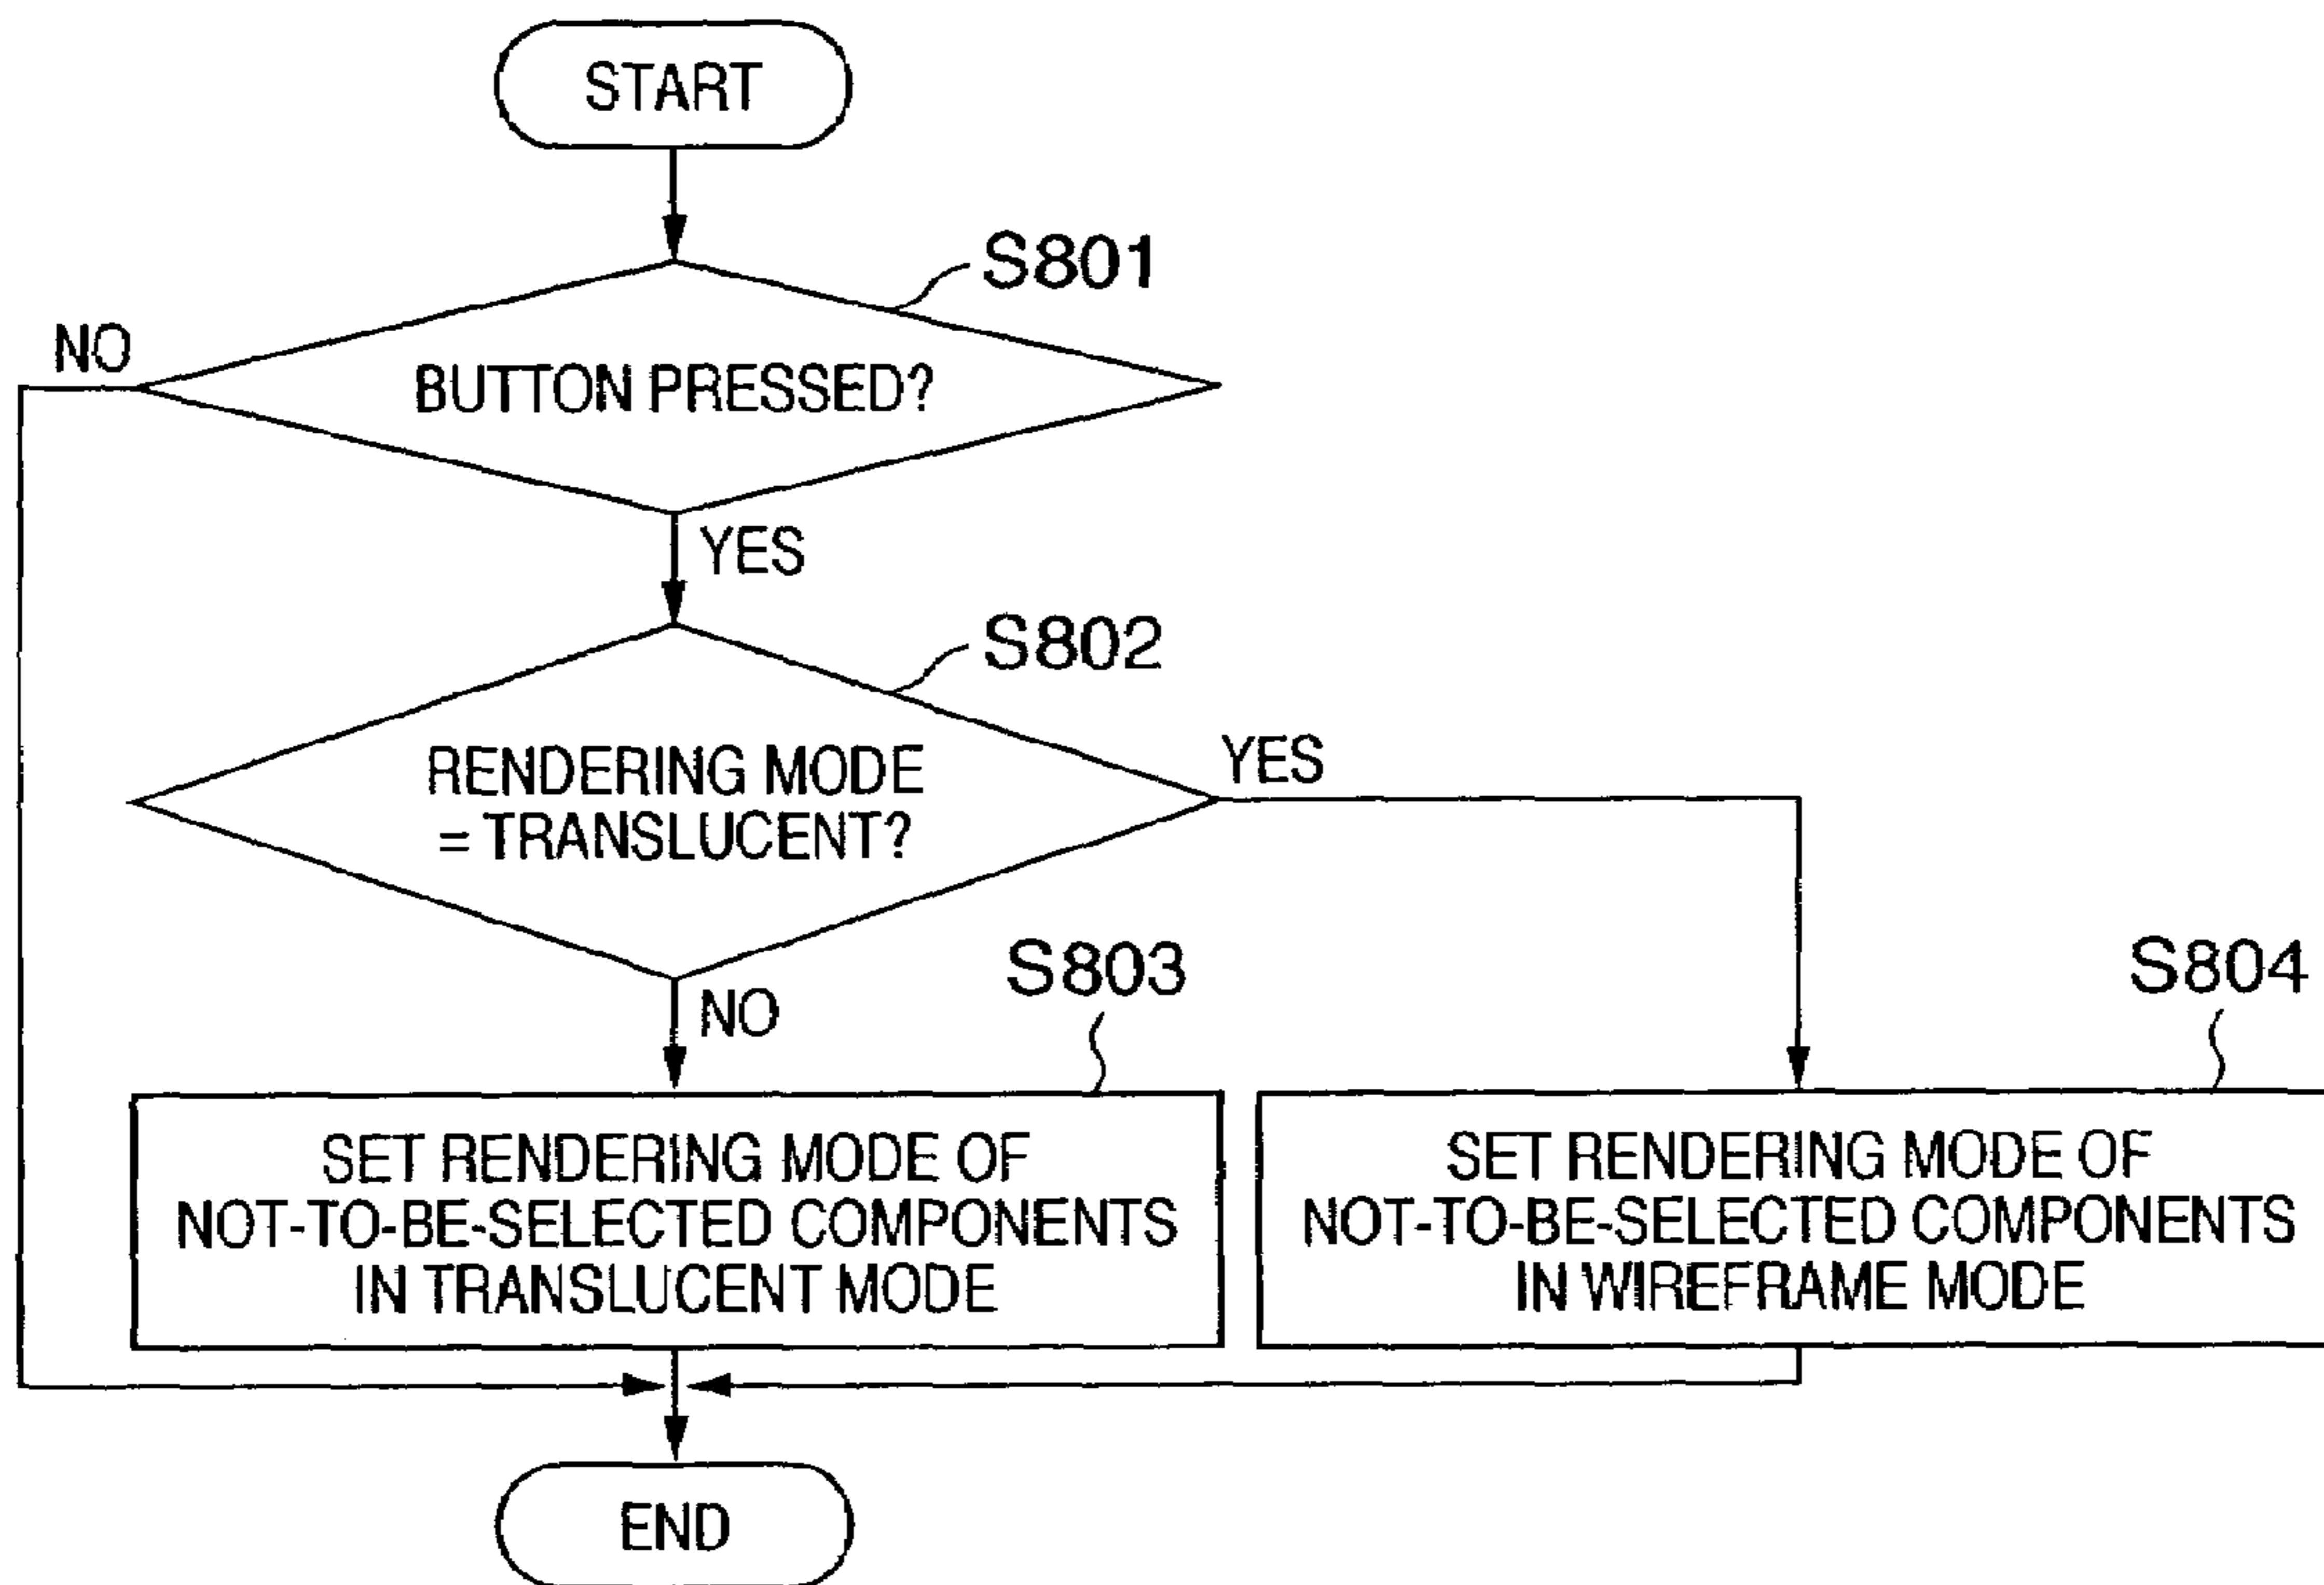 START
S801
NO
BUTTON PRESSED?
YES
S802
RENDERING MODE
= TRANSLUCENT?
YES
NO
S803
S804
SET RENDERING MODE OF
NOT-TO-BE-SELECTED COMPONENTS
IN TRANSLUCENT MODE
SET RENDERING MODE OF
NOT-TO-BE-SELECTED COMPONENTS
IN WIREFRAME MODE
END